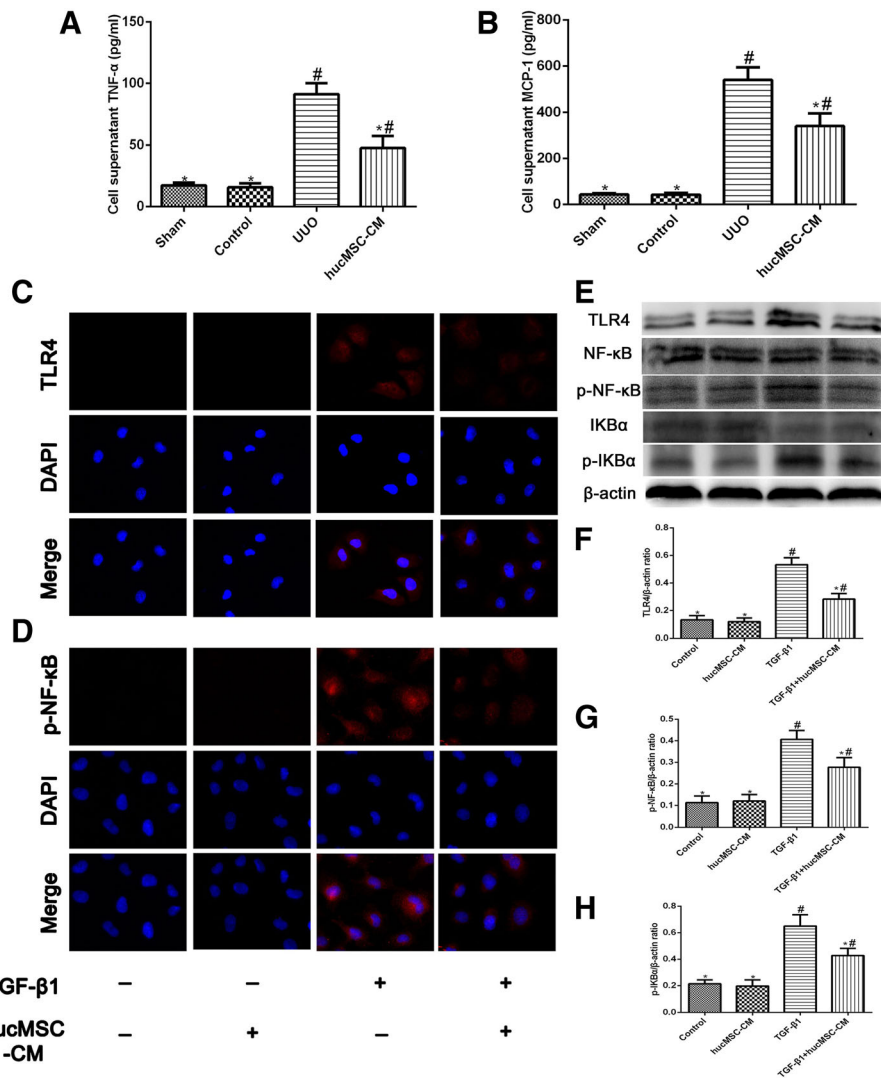 A
Cell supernatant TNF-α (pg/ml)
150
100
50
0
*
*
#
*#
Sham
Control
UUO
hucMSC-CM
B
Cell supernatant MCP-1 (pg/ml)
800
600
400
200
0
*
*
#
*#
Sham
Control
UUO
hucMSC-CM
C
TLR4
DAPI
Merge
D
p-NF-κB
DAPI
Merge
GF-β1
– – + +
ucMSC
-CM
– + – +
E
TLR4
NF-κB
p-NF-κB
IKBα
p-IKBα
β-actin
F
TLR4/β-actin ratio
0.8
0.6
0.4
0.2
0.0
*
*
#
*#
Control
hucMSC-CM
TGF-β1
TGF-β1+hucMSC-CM
G
p-NF-κB/β-actin ratio
0.5
0.4
0.3
0.2
0.1
0.0
*
*
#
*#
Control
hucMSC-CM
TGF-β1
TGF-β1+hucMSC-CM
H
p-IKBα/β-actin ratio
0.8
0.6
0.4
0.2
0.0
*
*
#
*#
Control
hucMSC-CM
TGF-β1
TGF-β1+hucMSC-CM